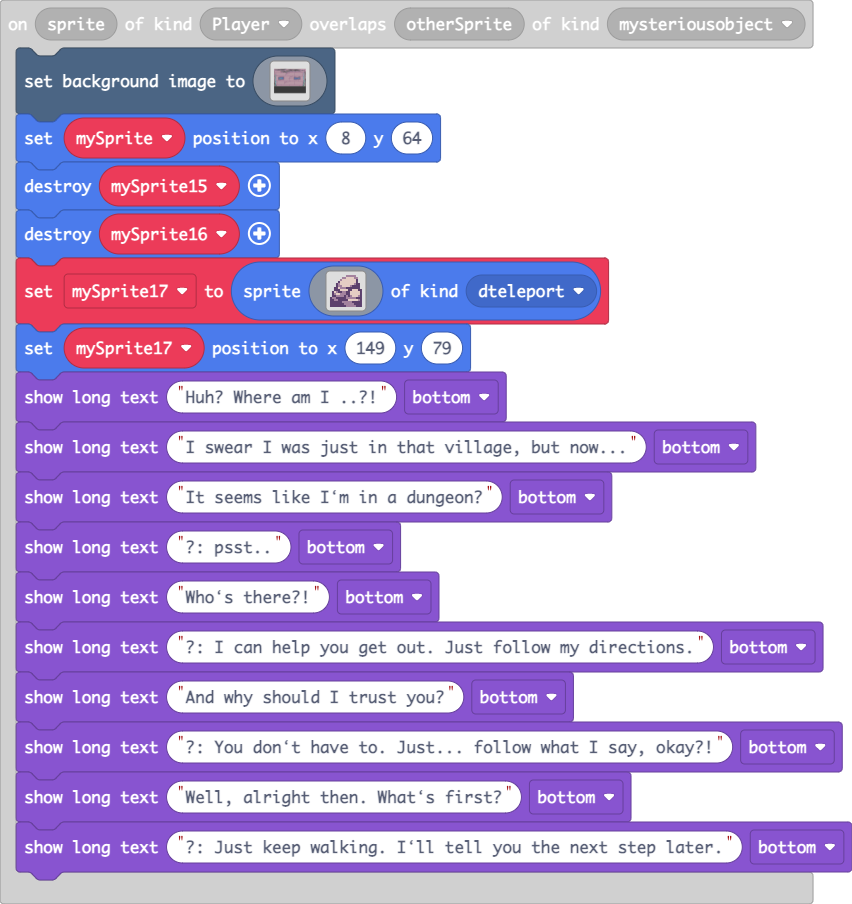 on sprite of kind Player overlaps otherSprite of kind mysteriousobject
set background image to
set mySprite position to x 8 y 64
destroy mySprite15
destroy mySprite16
set mySprite17 to sprite of kind dteleport
set mySprite17 position to x 149 y 79
show long text "Huh? Where am I ..?!" bottom
show long text "I swear I was just in that village, but now..." bottom
show long text "It seems like I'm in a dungeon?" bottom
show long text "?: psst.." bottom
show long text "Who's there?!" bottom
show long text "?: I can help you get out. Just follow my directions." bottom
show long text "And why should I trust you?" bottom
show long text "?: You don't have to. Just... follow what I say, okay?!" bottom
show long text "Well, alright then. What's first?" bottom
show long text "?: Just keep walking. I'll tell you the next step later." bottom